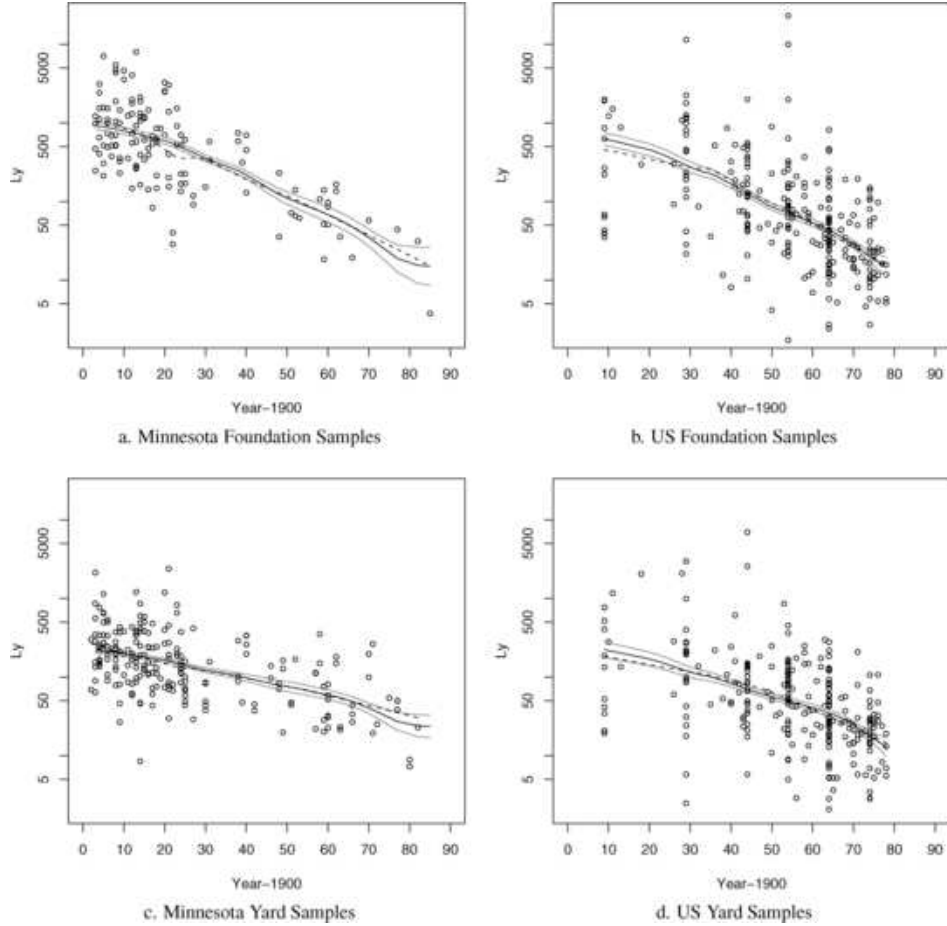 5000
500
50
5
Ly
0 10 20 30 40 50 60 70 80 90
Year−1900
a. Minnesota Foundation Samples
5000
500
50
5
Ly
0 10 20 30 40 50 60 70 80 90
Year−1900
b. US Foundation Samples
5000
500
50
5
Ly
0 10 20 30 40 50 60 70 80 90
Year−1900
c. Minnesota Yard Samples
5000
500
50
5
Ly
0 10 20 30 40 50 60 70 80 90
Year−1900
d. US Yard Samples